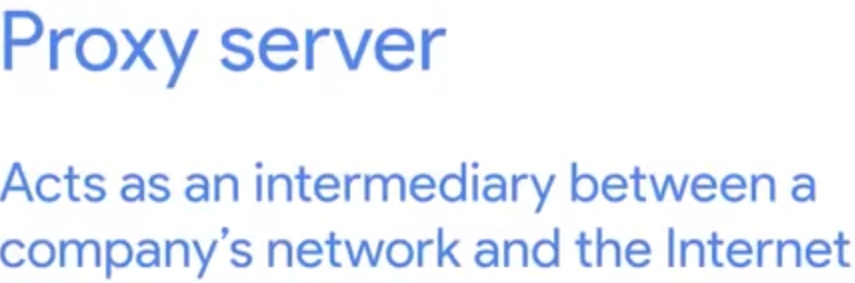 Proxy server
Acts as an intermediary between a
company’s network and the Internet